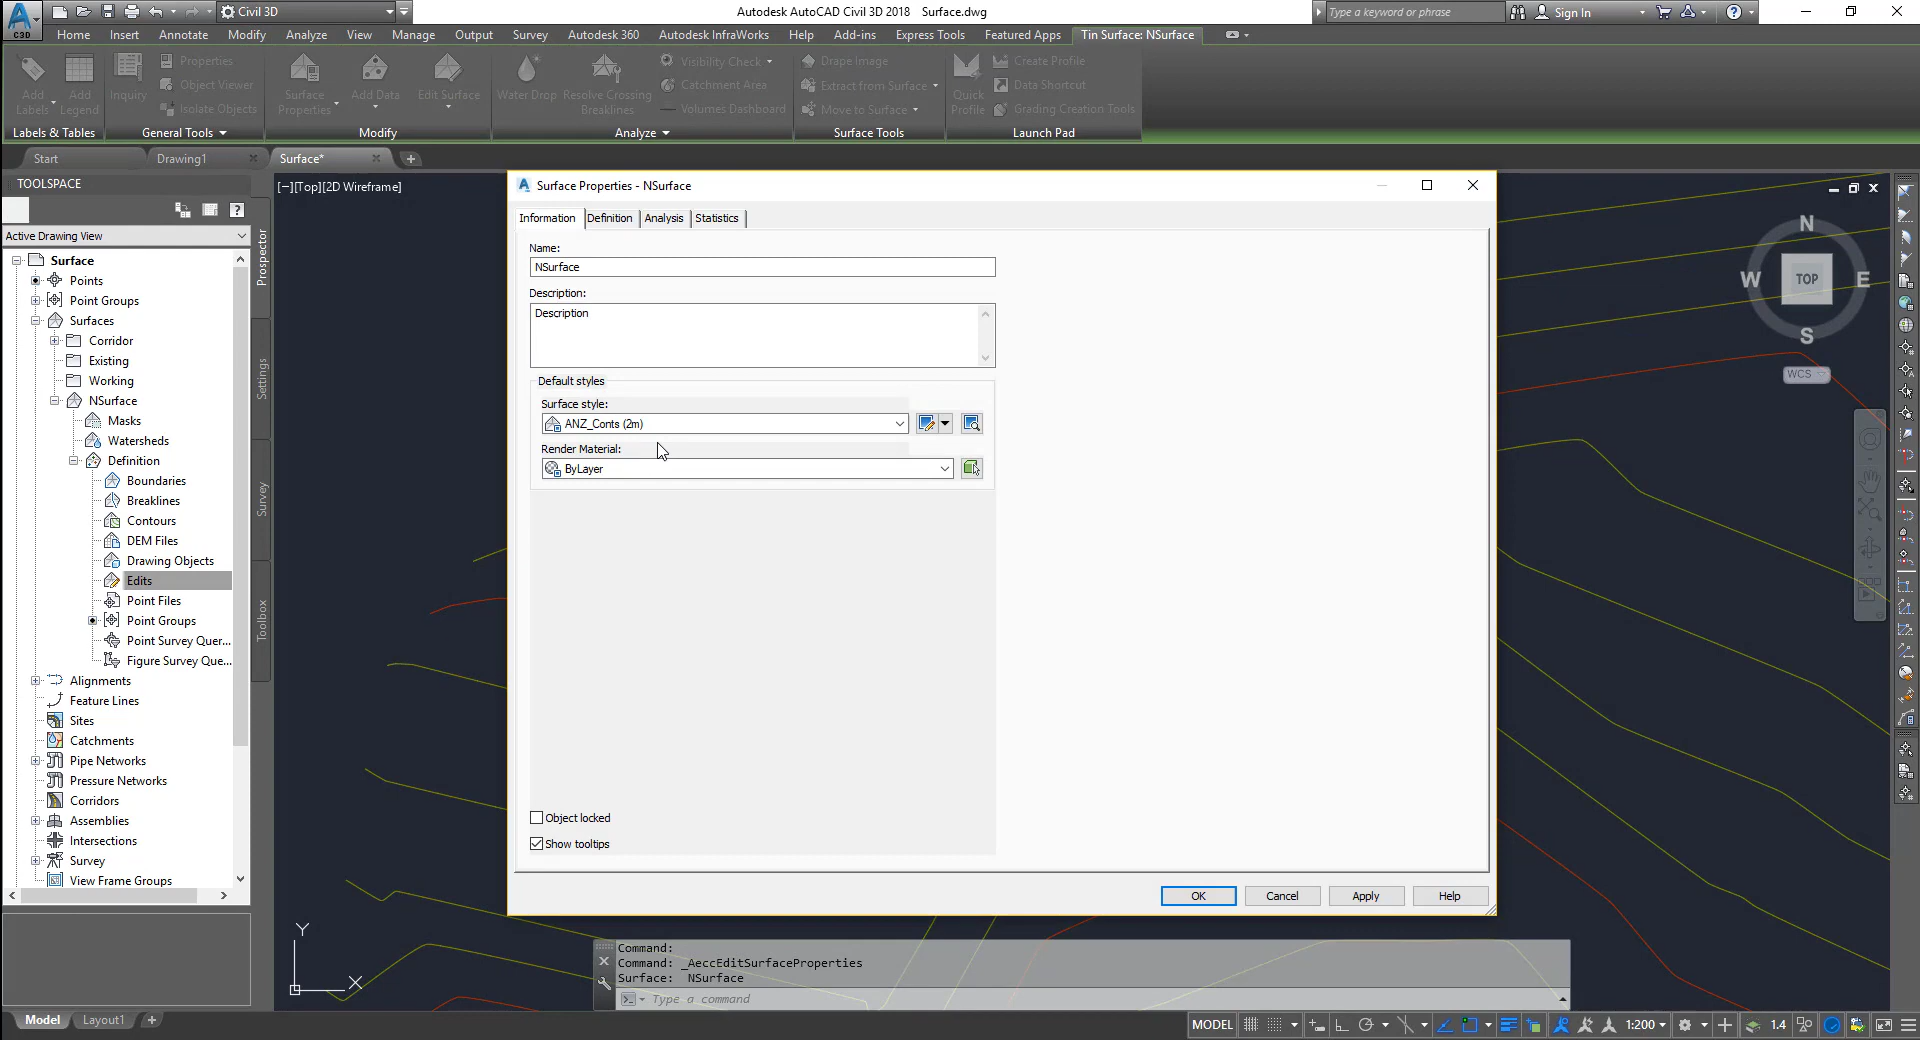 Civil 3D
Autodesk AutoCAD Civil 3D 2018 Surface.dwg
Type a keyword or phrase
Sign In
C3D
Home Insert Annotate Modify Analyze View Manage Output Survey Autodesk 360 Autodesk InfraWorks Help Add-ins Express Tools Featured Apps Tin Surface: NSurface
Add Labels
Add Legend
Inquiry
Properties
Object Viewer
Isolate Objects
Surface Properties
Add Data
Edit Surface
Water Drop
Resolve Crossing Breaklines
Visibility Check
Catchment Area
Volumes Dashboard
Drape Image
Extract from Surface
Move to Surface
Quick Profile
Create Profile
Data Shortcut
Grading Creation Tools
Labels & Tables General Tools Modify Analyze Surface Tools Launch Pad
Start Drawing1 Surface*
TOOLSPACE
Active Drawing View
Surface
Points
Point Groups
Surfaces
Corridor
Existing
Working
NSurface
Masks
Watersheds
Definition
Boundaries
Breaklines
Contours
DEM Files
Drawing Objects
Edits
Point Files
Point Groups
Point Survey Quer...
Figure Survey Que...
Alignments
Feature Lines
Sites
Catchments
Pipe Networks
Pressure Networks
Corridors
Assemblies
Intersections
Survey
View Frame Groups
Prospector
Settings
Survey
Toolbox
[−][Top][2D Wireframe]
Surface Properties - NSurface
Information Definition Analysis Statistics
Name:
NSurface
Description:
Description
Default styles
Surface style:
ANZ_Conts (2m)
Render Material:
ByLayer
Object locked
Show tooltips
OK Cancel Apply Help
N
W TOP E
S
WCS
Y
X
Command:
Command: _AeccEditSurfaceProperties
Surface: NSurface
Type a command
Model Layout1
MODEL 1:200 1.4